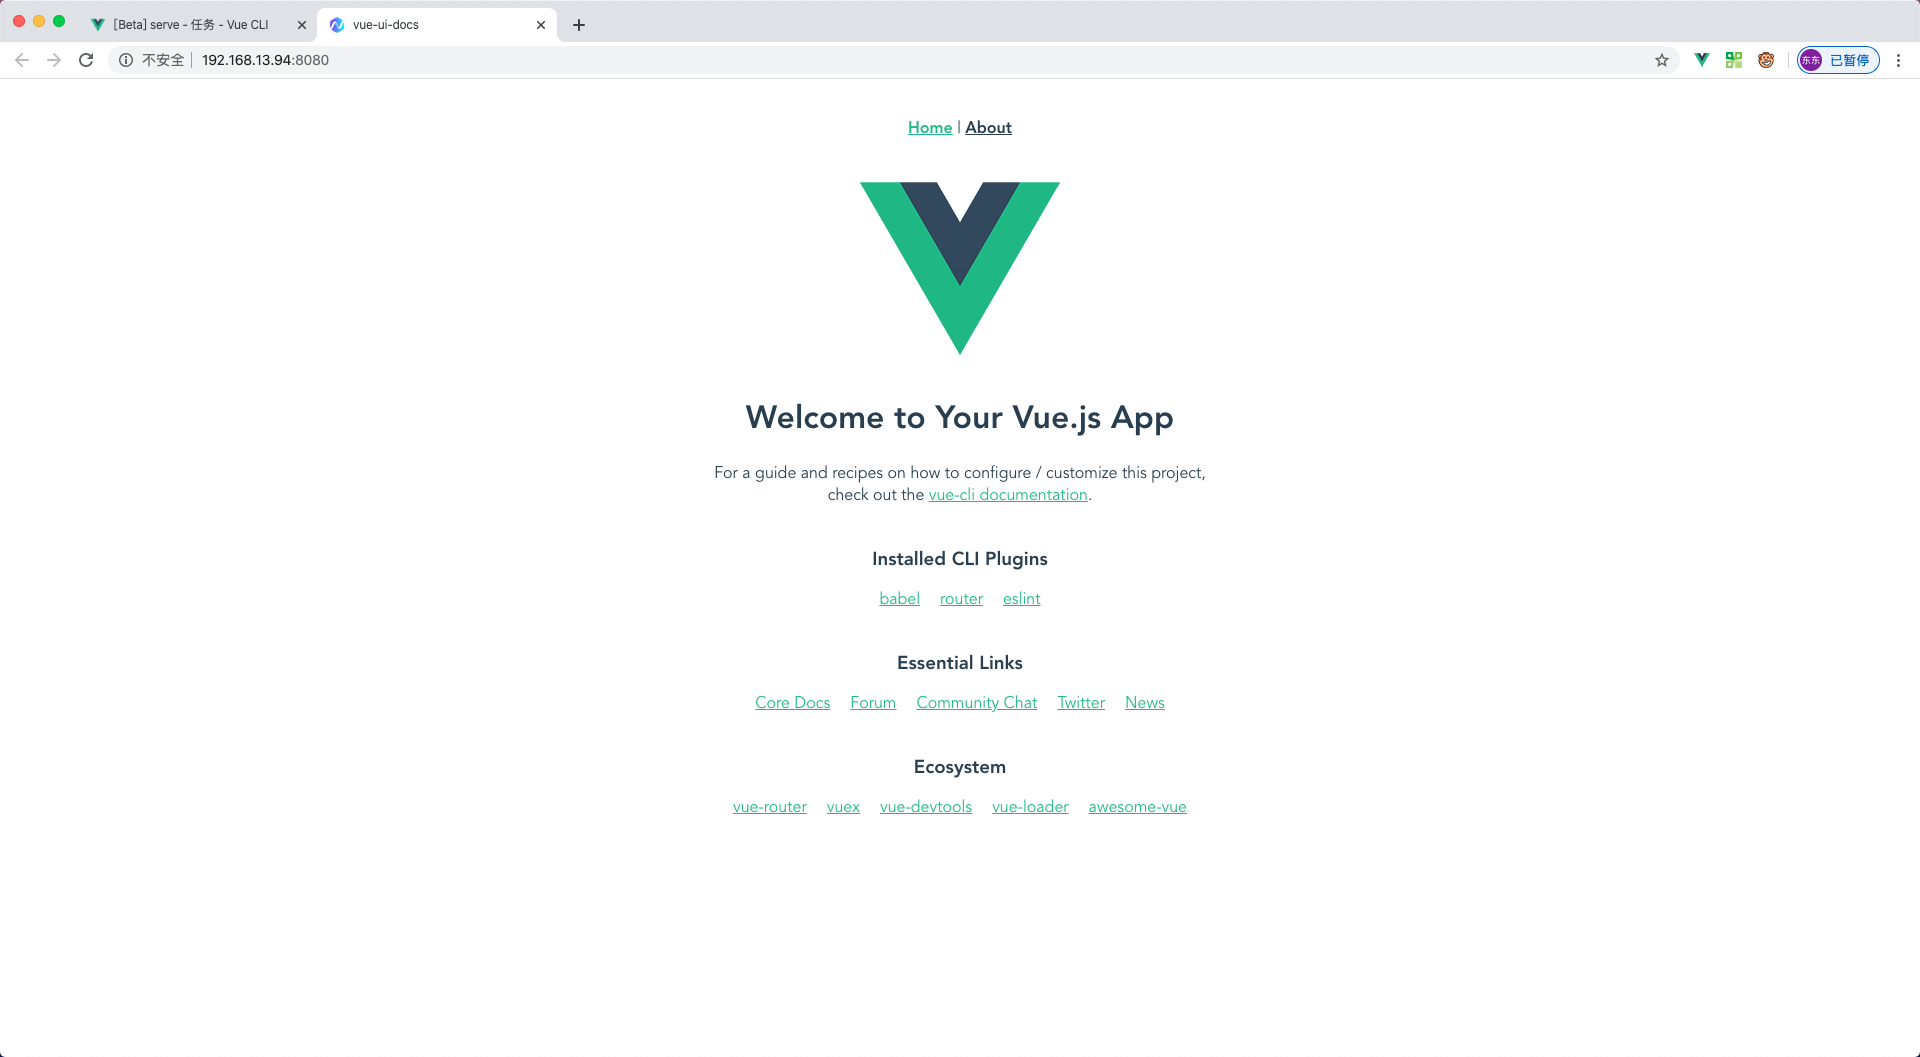 [Beta] serve - 任务 - Vue CLI
vue-ui-docs
不安全
192.168.13.94:8080
东东
已暂停
Home | About
Welcome to Your Vue.js App
For a guide and recipes on how to configure / customize this project,
check out the vue-cli documentation.
Installed CLI Plugins
babel router eslint
Essential Links
Core Docs Forum Community Chat Twitter News
Ecosystem
vue-router vuex vue-devtools vue-loader awesome-vue